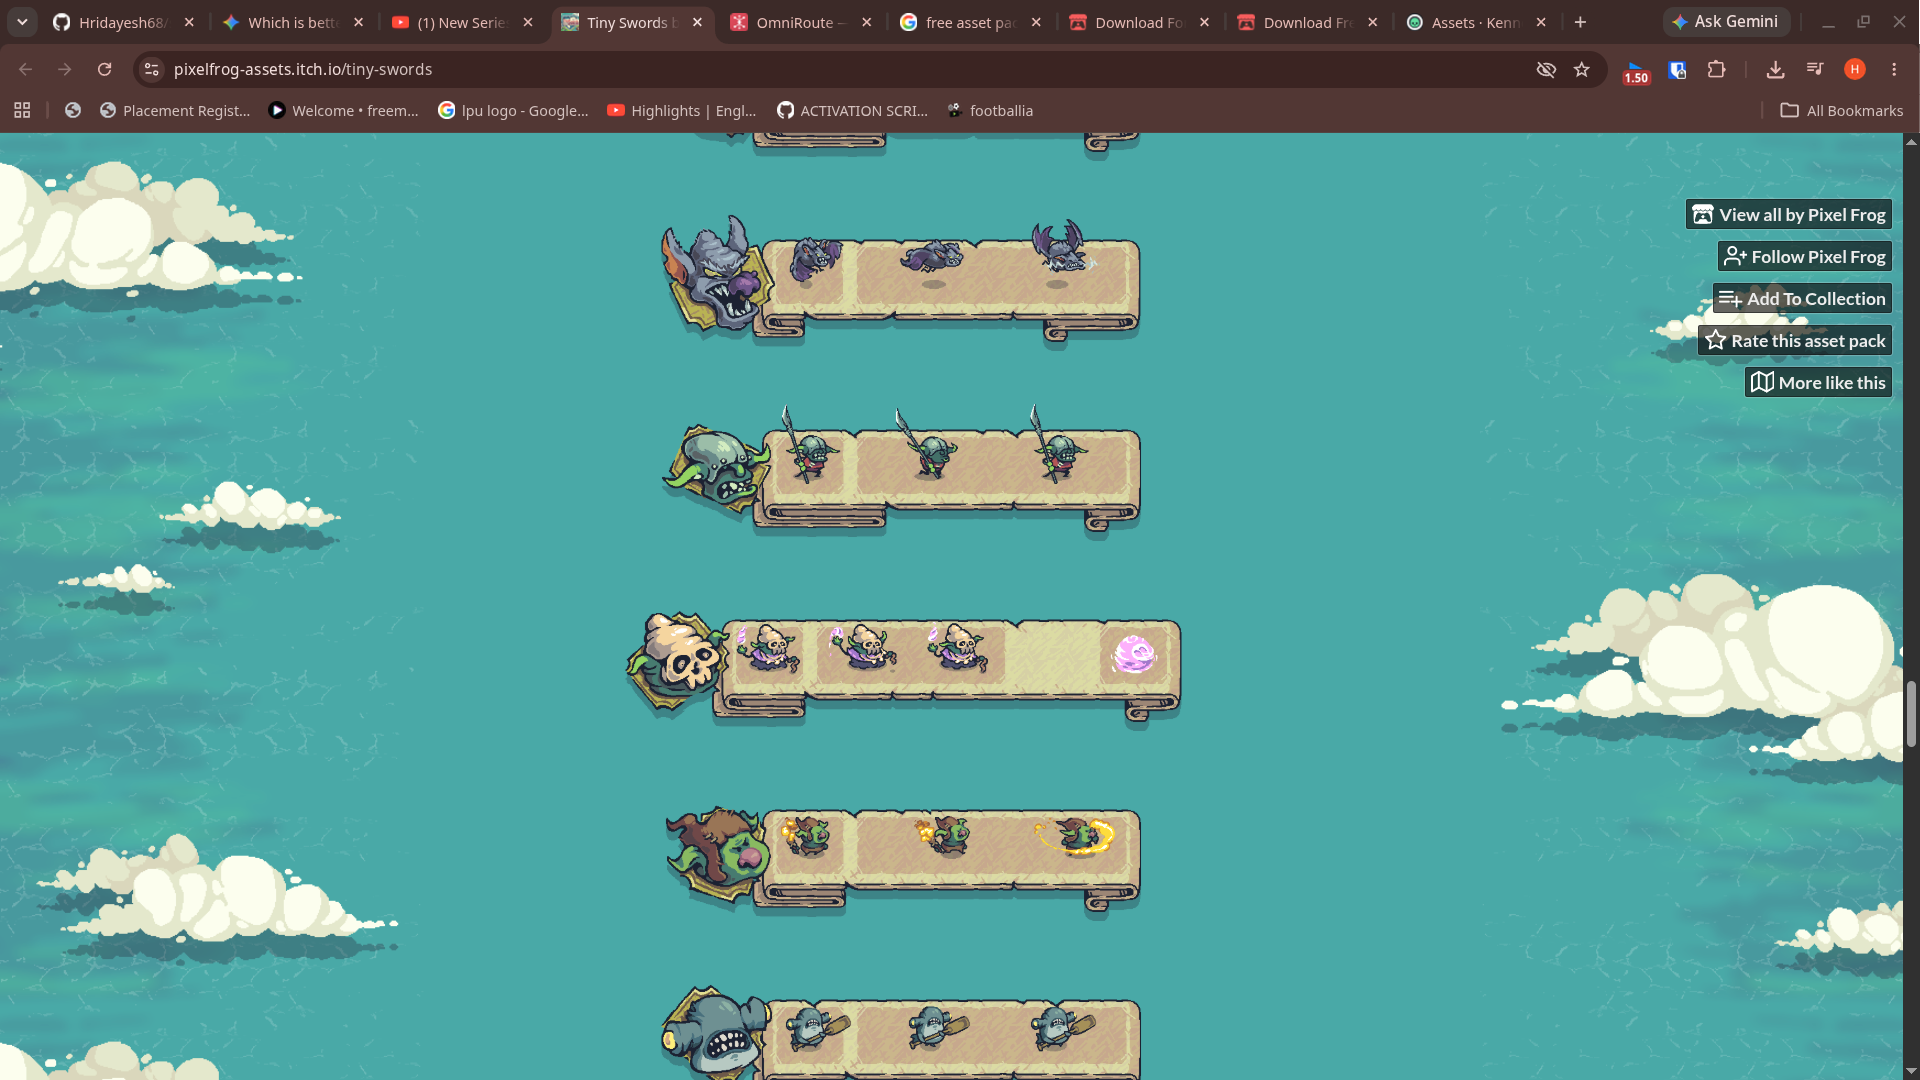 Hridayesh68/
Which is bette
(1) New Serie
Tiny Swords b
OmniRoute —
free asset pac
Download Fo
Download Fre
Assets · Kenn
Ask Gemini
pixelfrog-assets.itch.io/tiny-swords
1.50
H
Placement Regist...
Welcome • freem...
lpu logo - Google...
Highlights | Engl...
ACTIVATION SCRI...
footballia
All Bookmarks
View all by Pixel Frog
Follow Pixel Frog
Add To Collection
Rate this asset pack
More like this